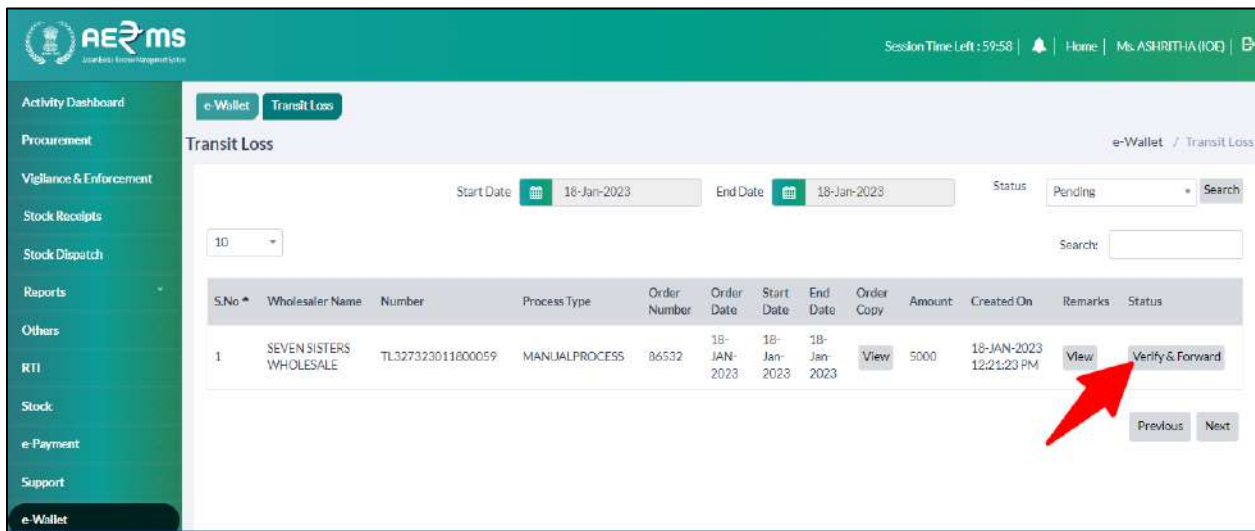 AERMS
Session Time Left : 59:58 | Home | Ms. ASHRITHA (IOE) |
Activity Dashboard
Procurement
Vigilance & Enforcement
Stock Receipts
Stock Dispatch
Reports
Others
RTI
Stock
e-Payment
Support
e-Wallet
e-Wallet Transit Loss
Transit Loss
e-Wallet / Transit Loss
Start Date 18-Jan-2023 End Date 18-Jan-2023 Status Pending Search
10 Search:
S.No Wholesaler Name Number Process Type Order Number Order Date Start Date End Date Order Copy Amount Created On Remarks Status
1 SEVEN SISTERS WHOLESALE TL327323011800059 MANUALPROCESS 86532 18-JAN-2023 18-Jan-2023 18-Jan-2023 View 5000 18-JAN-2023 12:21:23 PM View Verify & Forward
Previous Next